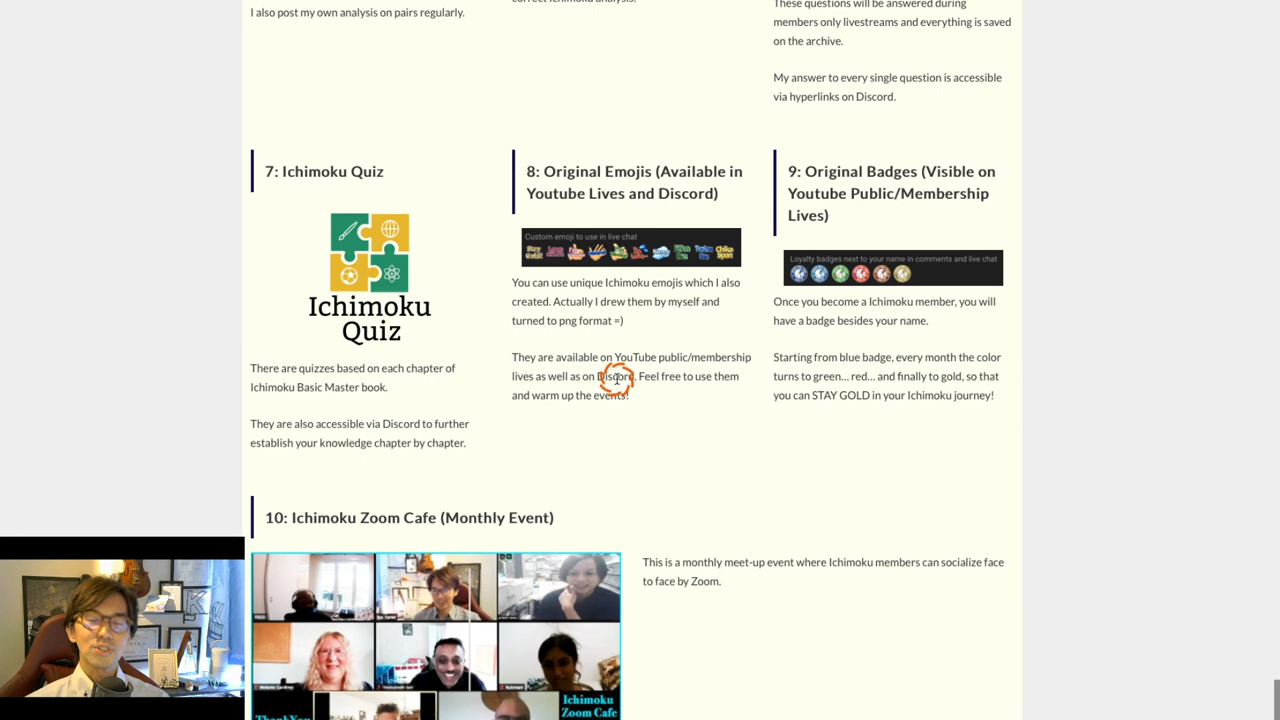 I also post my own analysis on pairs regularly.
correct Ichimoku analysis.
These questions will be answered during
members only livestreams and everything is saved
on the archive.
My answer to every single question is accessible
via hyperlinks on Discord.
7: Ichimoku Quiz
Ichimoku
Quiz
There are quizzes based on each chapter of
Ichimoku Basic Master book.
They are also accessible via Discord to further
establish your knowledge chapter by chapter.
8: Original Emojis (Available in
Youtube Lives and Discord)
Custom emoji to use in live chat
You can use unique Ichimoku emojis which I also
created. Actually I drew them by myself and
turned to png format =)
They are available on YouTube public/membership
lives as well as on Discord. Feel free to use them
and warm up the events!
9: Original Badges (Visible on
Youtube Public/Membership
Lives)
Loyalty badges next to your name in comments and live chat
Once you become a Ichimoku member, you will
have a badge besides your name.
Starting from blue badge, every month the color
turns to green... red... and finally to gold, so that
you can STAY GOLD in your Ichimoku journey!
10: Ichimoku Zoom Cafe (Monthly Event)
Ichimoku
Zoom Cafe
This is a monthly meet-up event where Ichimoku members can socialize face
to face by Zoom.